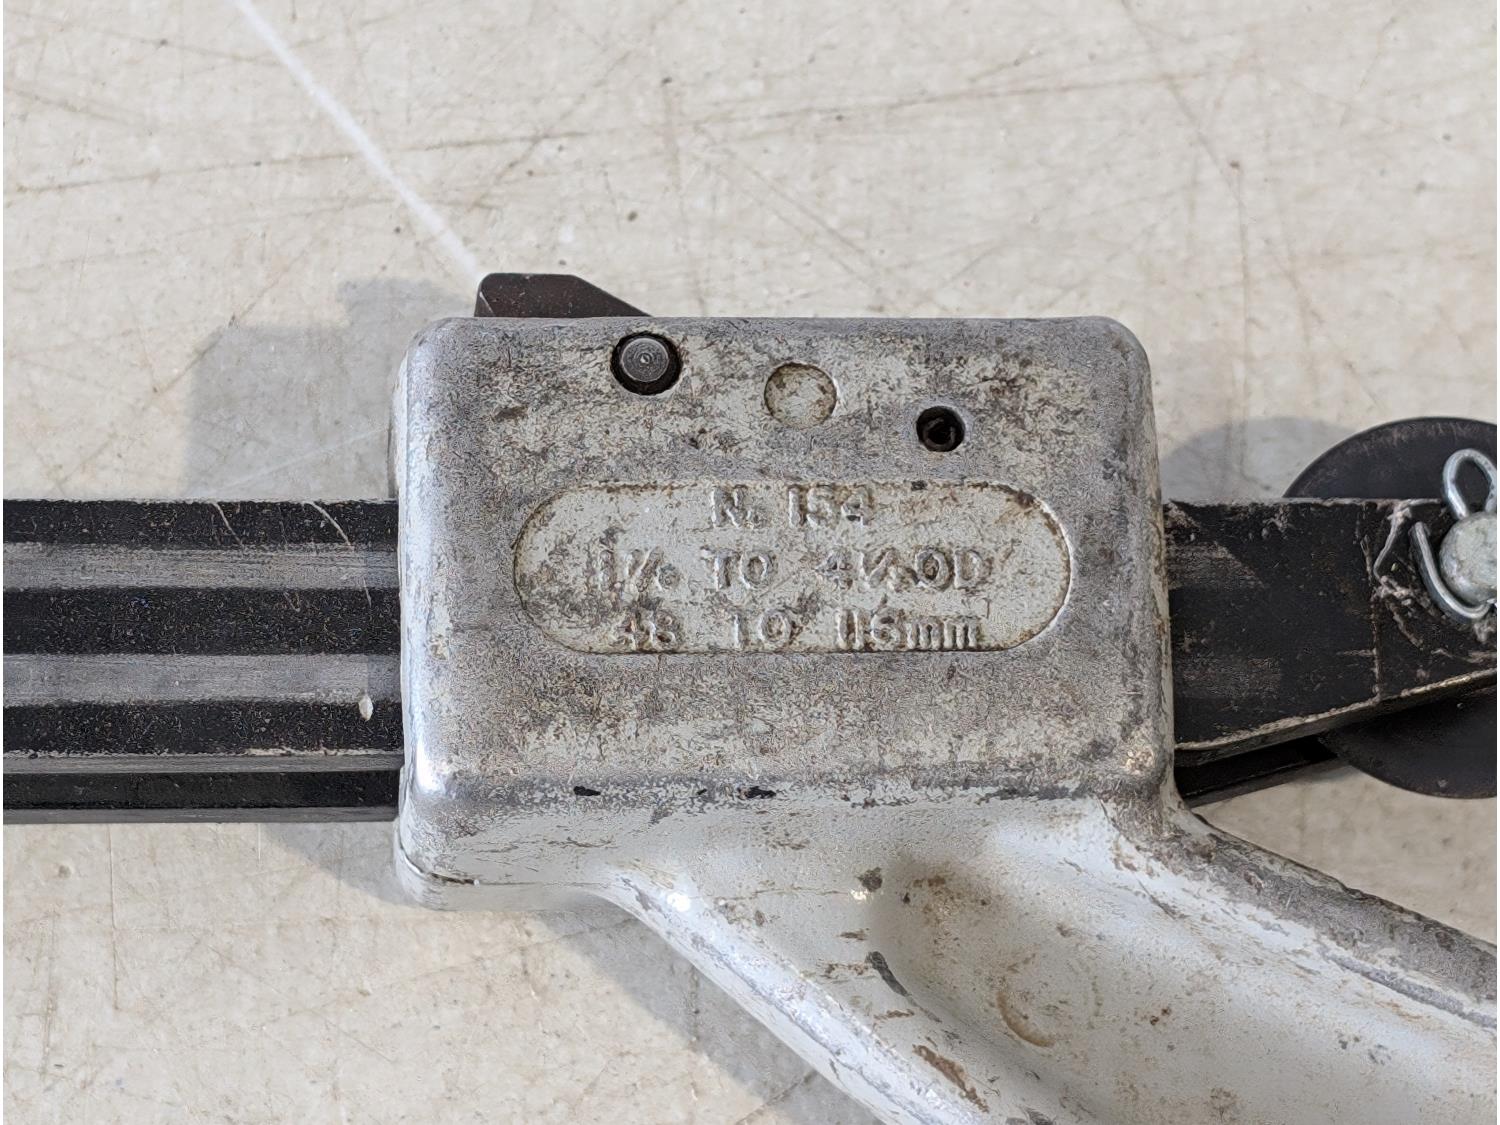 N. 154
1⅞ TO 4½ OD
48 TO 116mm